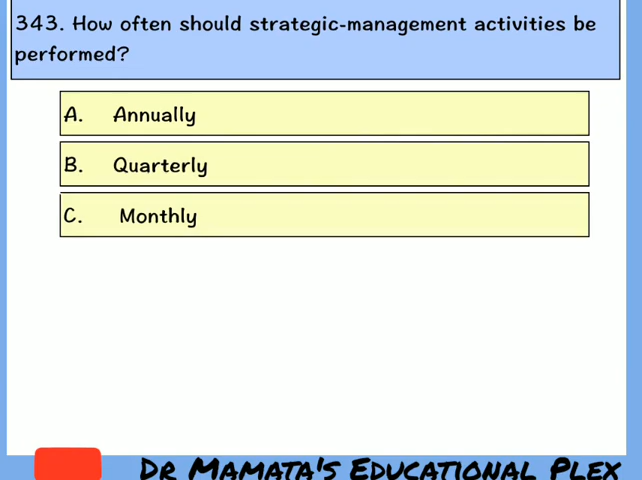 343. How often should strategic-management activities be
performed?
A. Annually
B. Quarterly
C. Monthly
Dr Mamata's Educational Plex